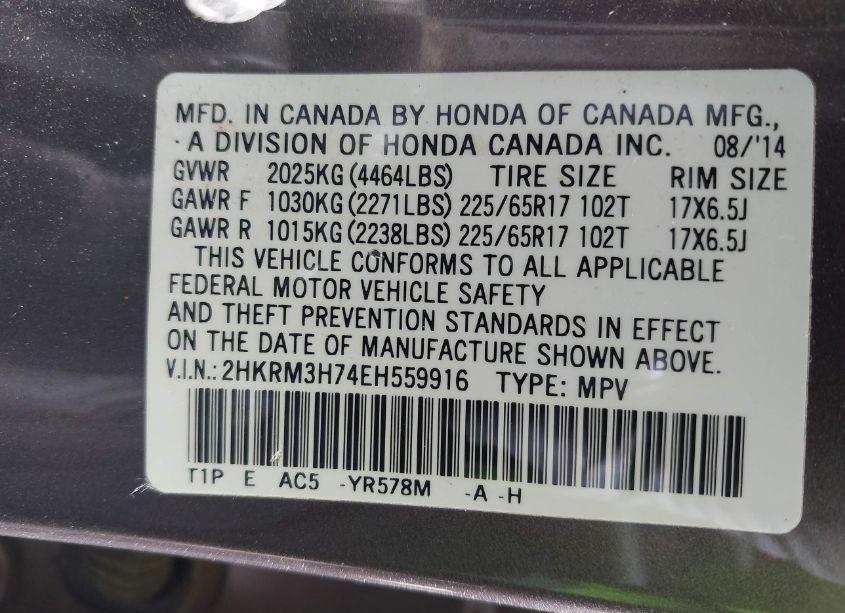 MFD. IN CANADA BY HONDA OF CANADA MFG.,
A DIVISION OF HONDA CANADA INC. 08/'14
GVWR 2025KG (4464LBS) TIRE SIZE RIM SIZE
GAWR F 1030KG (2271LBS) 225/65R17 102T 17X6.5J
GAWR R 1015KG (2238LBS) 225/65R17 102T 17X6.5J
THIS VEHICLE CONFORMS TO ALL APPLICABLE
FEDERAL MOTOR VEHICLE SAFETY
AND THEFT PREVENTION STANDARDS IN EFFECT
ON THE DATE OF MANUFACTURE SHOWN ABOVE.
V.I.N.: 2HKRM3H74EH559916 TYPE: MPV
T1P E AC5 -YR578M -A -H